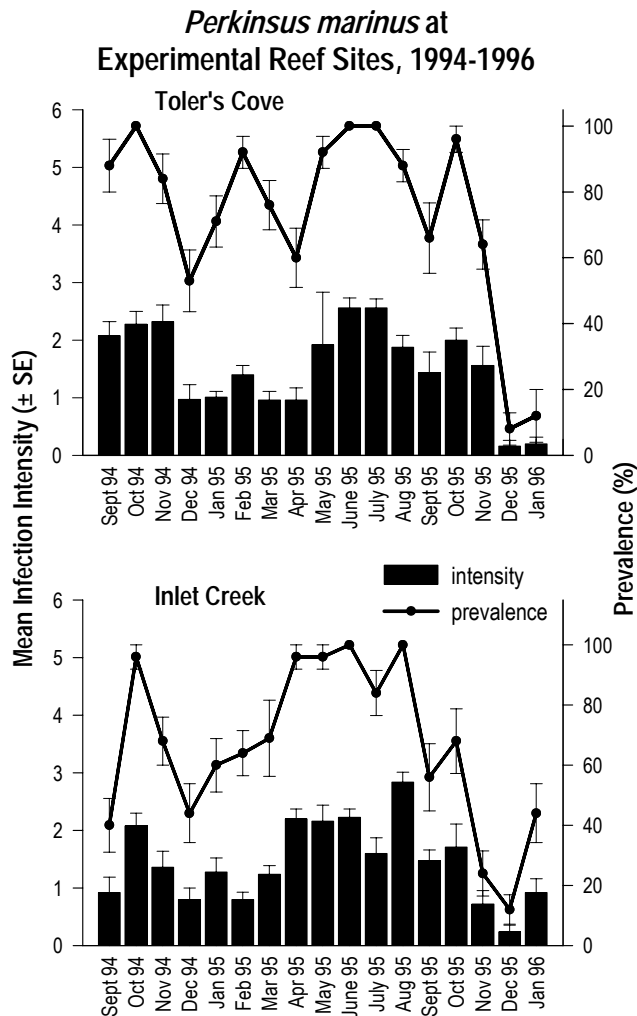 Perkinsus marinus at
Experimental Reef Sites, 1994-1996
Toler's Cove
6
5
4
3
2
1
0
100
80
60
40
20
0
Sept 94
Oct 94
Nov 94
Dec 94
Jan 95
Feb 95
Mar 95
Apr 95
May 95
June 95
July 95
Aug 95
Sept 95
Oct 95
Nov 95
Dec 95
Jan 96
Mean Infection Intensity (± SE)
Prevalence (%)
intensity
prevalence
Inlet Creek
6
5
4
3
2
1
0
100
80
60
40
20
0
Sept 94
Oct 94
Nov 94
Dec 94
Jan 95
Feb 95
Mar 95
Apr 95
May 95
June 95
July 95
Aug 95
Sept 95
Oct 95
Nov 95
Dec 95
Jan 96